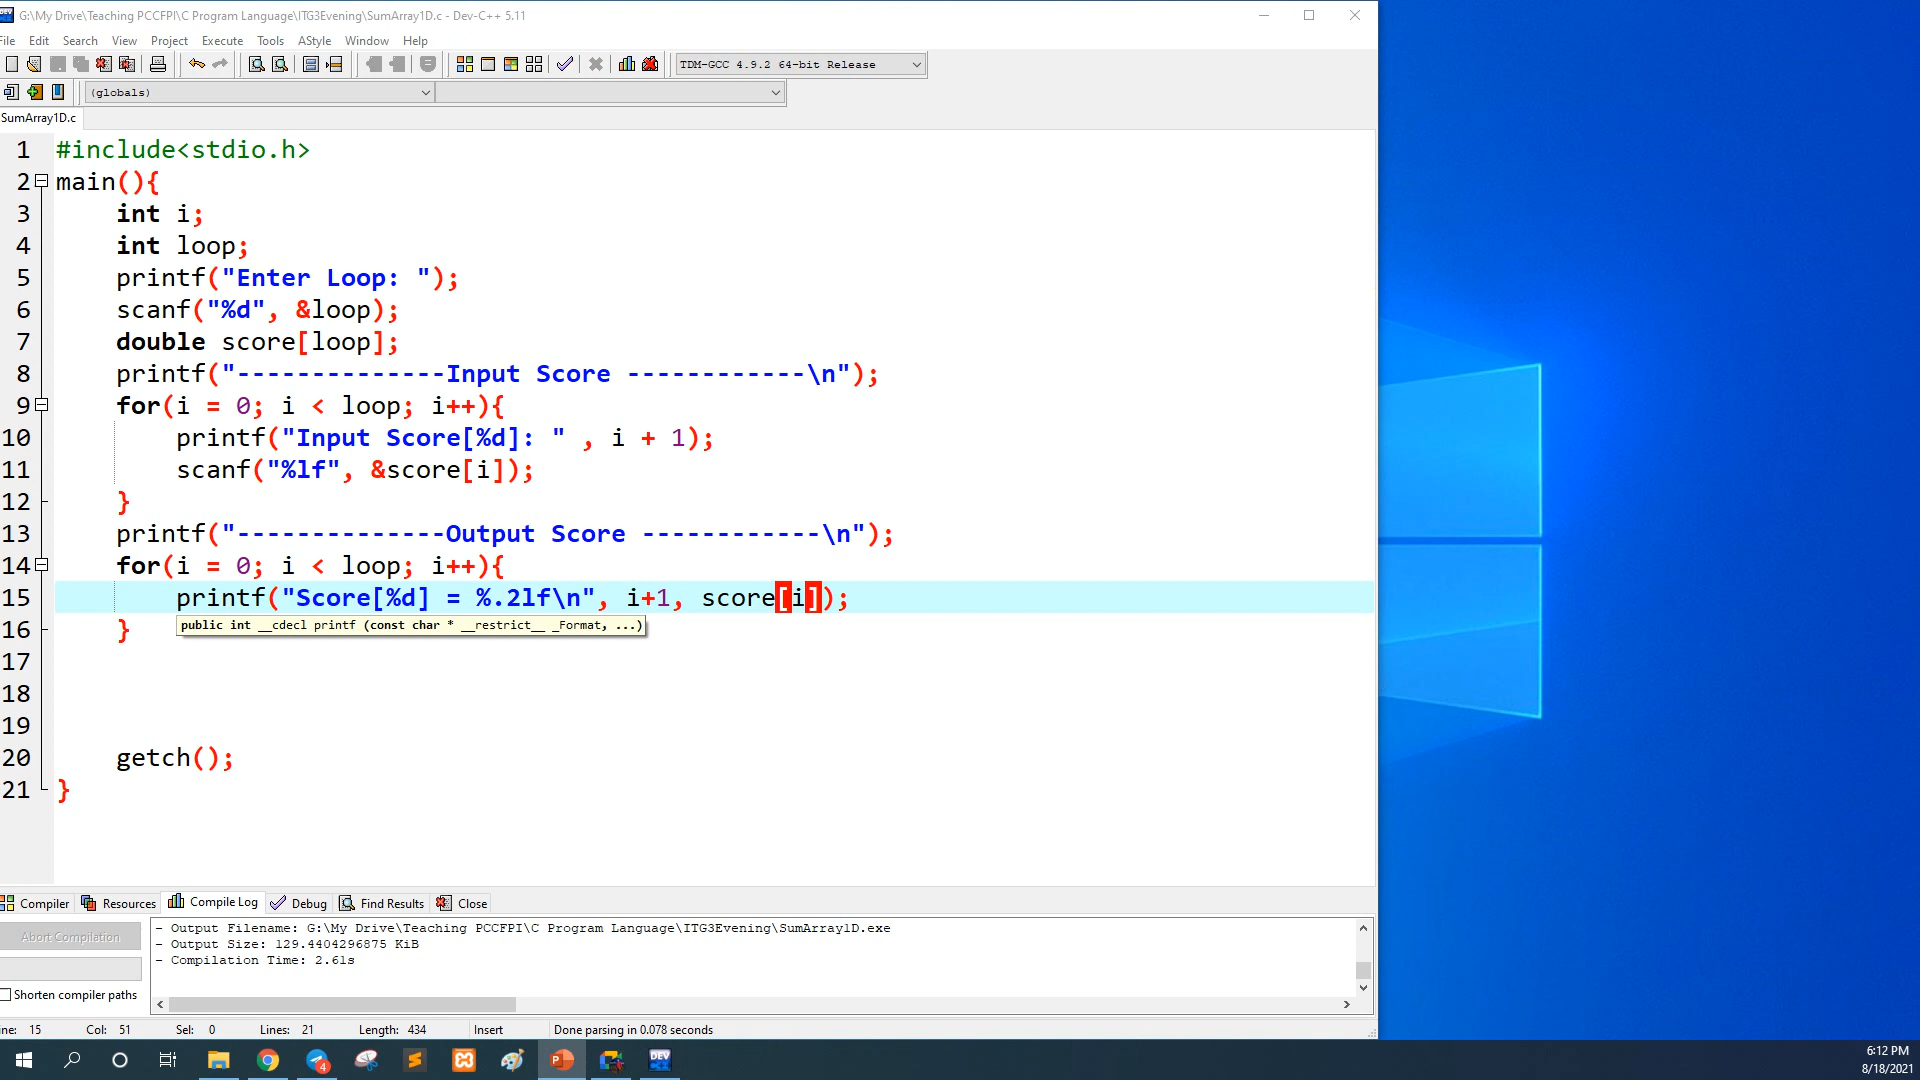 G:\My Drive\Teaching PCCFPI\C Program Language\ITG3Evening\SumArray1D.c - Dev-C++ 5.11
File Edit Search View Project Execute Tools AStyle Window Help
TDM-GCC 4.9.2 64-bit Release
(globals)
SumArray1D.c
1 #include<stdio.h>
2 main(){
3 int i;
4 int loop;
5 printf("Enter Loop: ");
6 scanf("%d", &loop);
7 double score[loop];
8 printf("--------------Input Score ------------\n");
9 for(i = 0; i < loop; i++){
10 printf("Input Score[%d]: " , i + 1);
11 scanf("%lf", &score[i]);
12 }
13 printf("--------------Output Score ------------\n");
14 for(i = 0; i < loop; i++){
15 printf("Score[%d] = %.2lf\n", i+1, score[i]);
public int __cdecl printf (const char * __restrict__ _Format, ...)
16 }
17
18
19
20 getch();
21 }
Compiler Resources Compile Log Debug Find Results Close
Abort Compilation
Shorten compiler paths
- Output Filename: G:\My Drive\Teaching PCCFPI\C Program Language\ITG3Evening\SumArray1D.exe
- Output Size: 129.4404296875 KiB
- Compilation Time: 2.61s
ine: 15 Col: 51 Sel: 0 Lines: 21 Length: 434 Insert Done parsing in 0.078 seconds
4
DEV
6:12 PM
8/18/2021